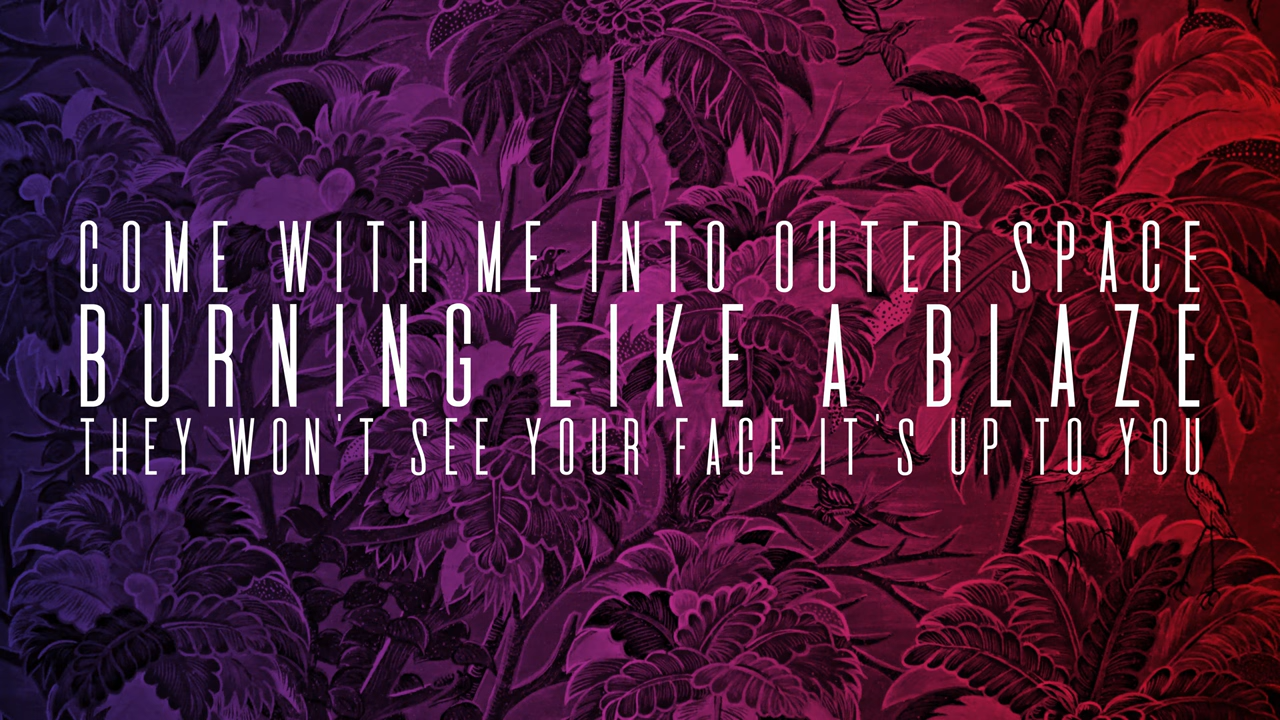 COME WITH ME INTO OUTER SPACE
BURNING LIKE A BLAZE
THEY WON'T SEE YOUR FACE IT'S UP TO YOU